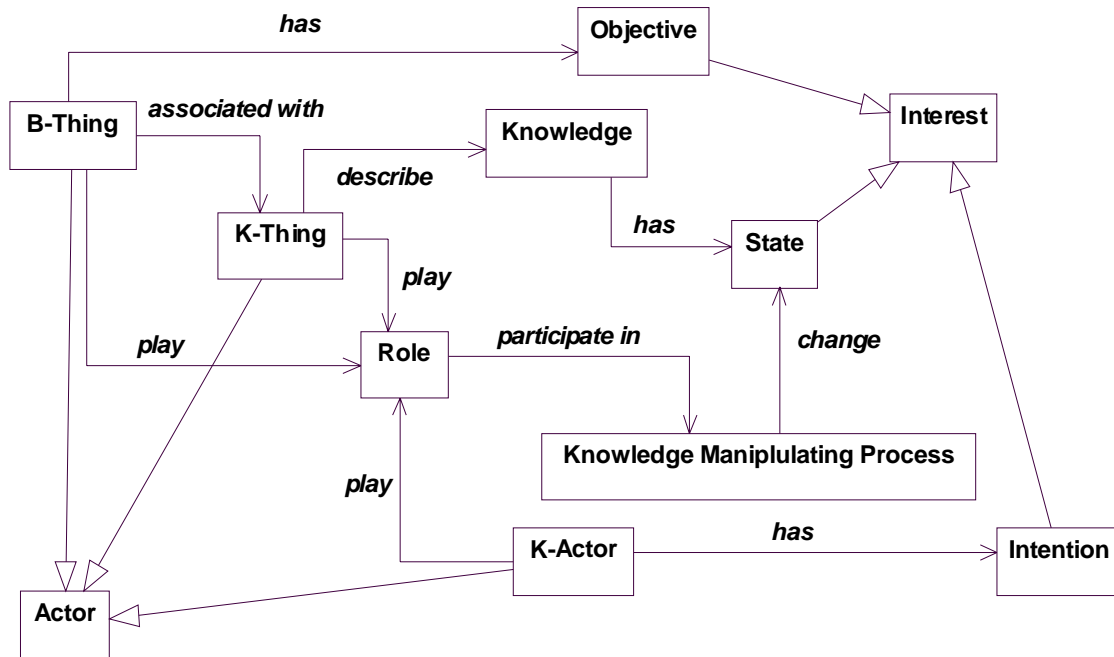 has
Objective
B-Thing
associated with
Knowledge
Interest
describe
K-Thing
has
State
play
play
Role
participate in
change
Knowledge Maniplulating Process
play
K-Actor
has
Intention
Actor